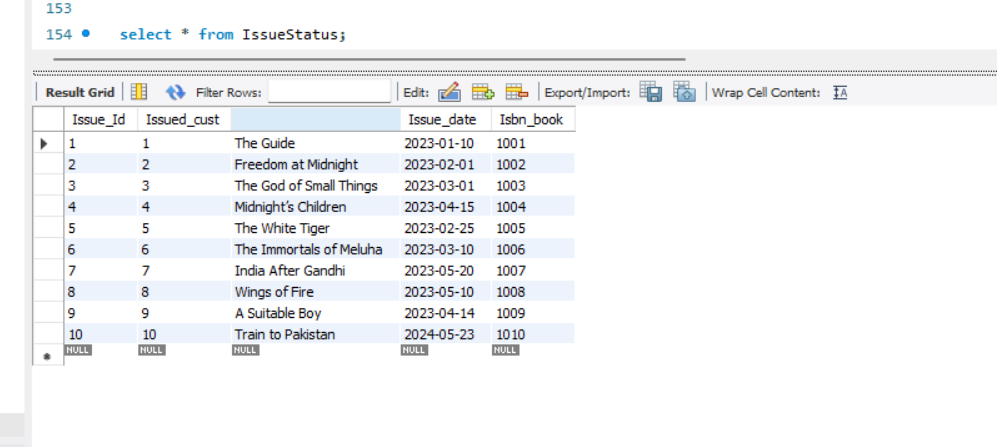 153
154 select * from IssueStatus;
Result Grid Filter Rows: Edit: Export/Import: Wrap Cell Content: IA
Issue_Id Issued_cust Issue_date Isbn_book
1 1 The Guide 2023-01-10 1001
2 2 Freedom at Midnight 2023-02-01 1002
3 3 The God of Small Things 2023-03-01 1003
4 4 Midnight's Children 2023-04-15 1004
5 5 The White Tiger 2023-02-25 1005
6 6 The Immortals of Meluha 2023-03-10 1006
7 7 India After Gandhi 2023-05-20 1007
8 8 Wings of Fire 2023-05-10 1008
9 9 A Suitable Boy 2023-04-14 1009
10 10 Train to Pakistan 2024-05-23 1010
NULL NULL NULL NULL NULL